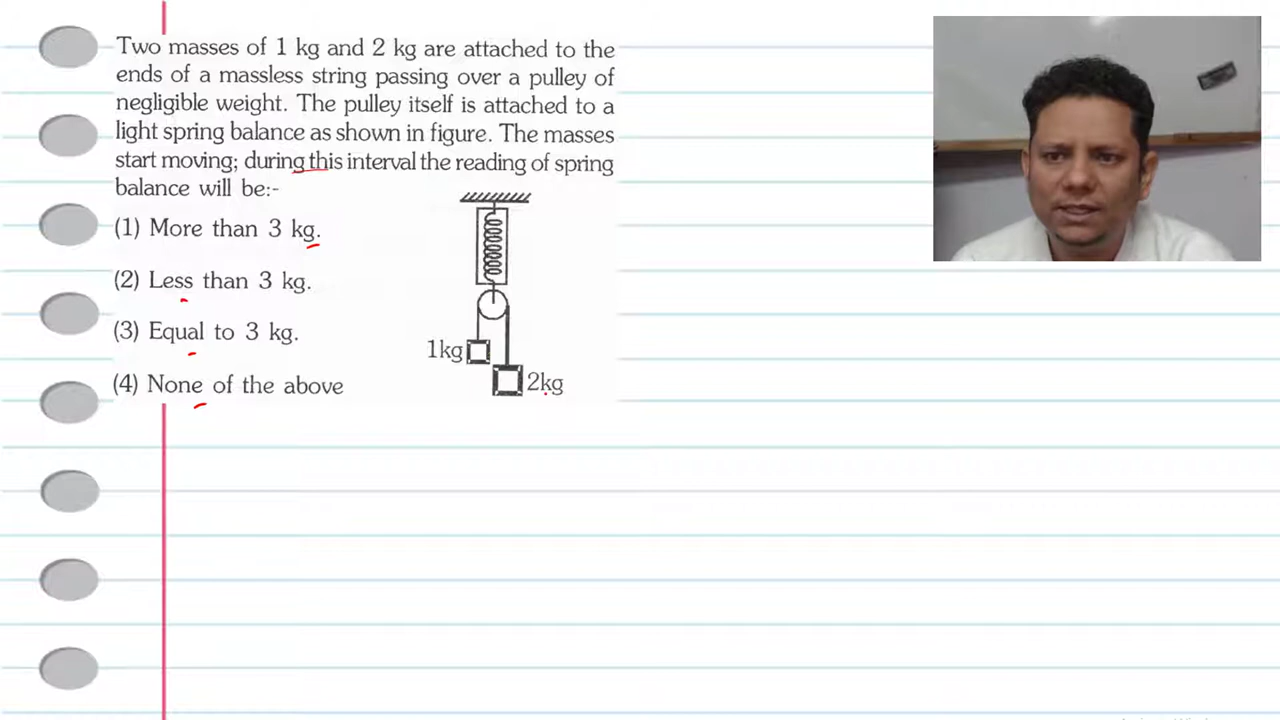 Two masses of 1 kg and 2 kg are attached to the
ends of a massless string passing over a pulley of
negligible weight. The pulley itself is attached to a
light spring balance as shown in figure. The masses
start moving; during this interval the reading of spring
balance will be:-
(1) More than 3 kg.
(2) Less than 3 kg.
(3) Equal to 3 kg.
(4) None of the above
1kg
2kg